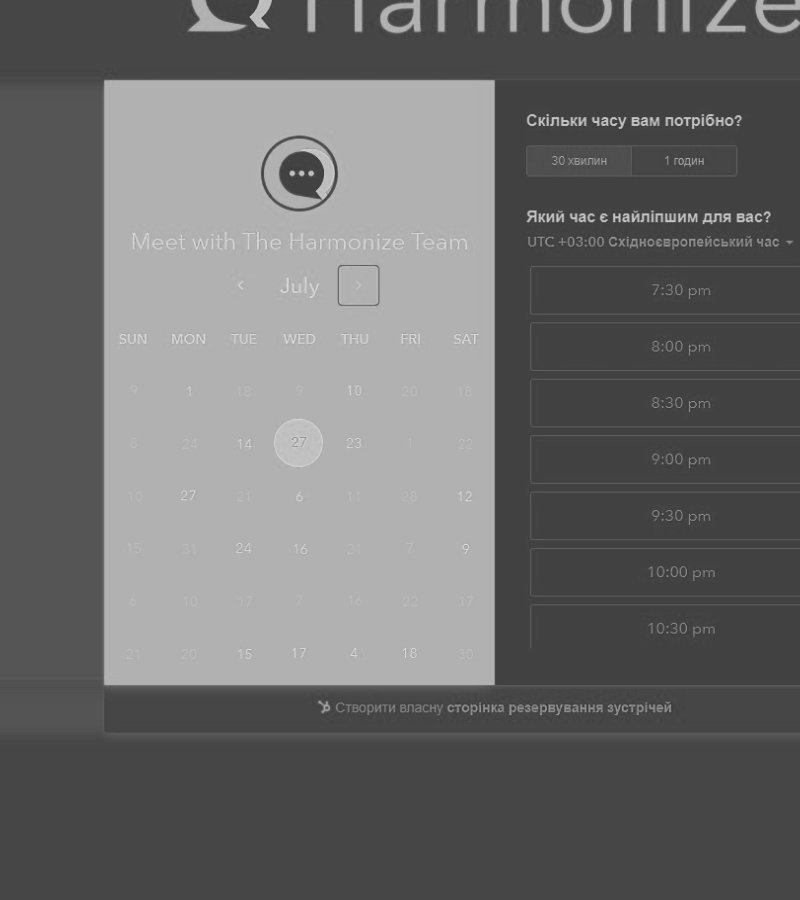 Harmonize
Meet with The Harmonize Team
July
SUN MON TUE WED THU FRI SAT
9 1 18 9 10 20 18
8 24 14 27 23 1 22
10 27 21 6 11 26 12
15 31 24 16 21 7 9
6 10 17 7 16 22 17
21 20 15 17 4 18 30
Скільки часу вам потрібно?
30 хвилин 1 годин
Який час є найліпшим для вас?
UTC +03:00 Східноєвропейський час
7:30 pm
8:00 pm
8:30 pm
9:00 pm
9:30 pm
10:00 pm
10:30 pm
Створити власну сторінка резервування зустрічей